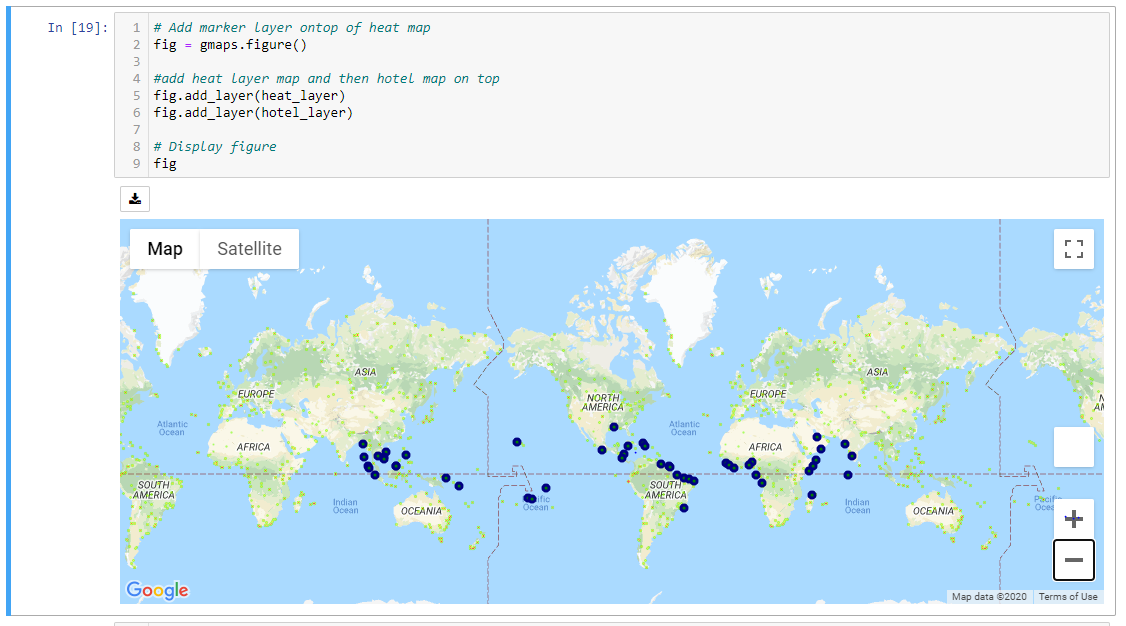 In [19]:
1 # Add marker layer ontop of heat map
2 fig = gmaps.figure()
3
4 #add heat layer map and then hotel map on top
5 fig.add_layer(heat_layer)
6 fig.add_layer(hotel_layer)
7
8 # Display figure
9 fig
Map Satellite
ASIA
ASIA
EUROPE
NORTH
AMERICA
EUROPE
Atlantic
Ocean
Atlantic
Ocean
AFRICA
AFRICA
SOUTH
AMERICA
SOUTH
AMERICA
Indian
Ocean
OCEANIA
Ocean
Indian
Ocean
OCEANIA
Google
Map data ©2020 Terms of Use